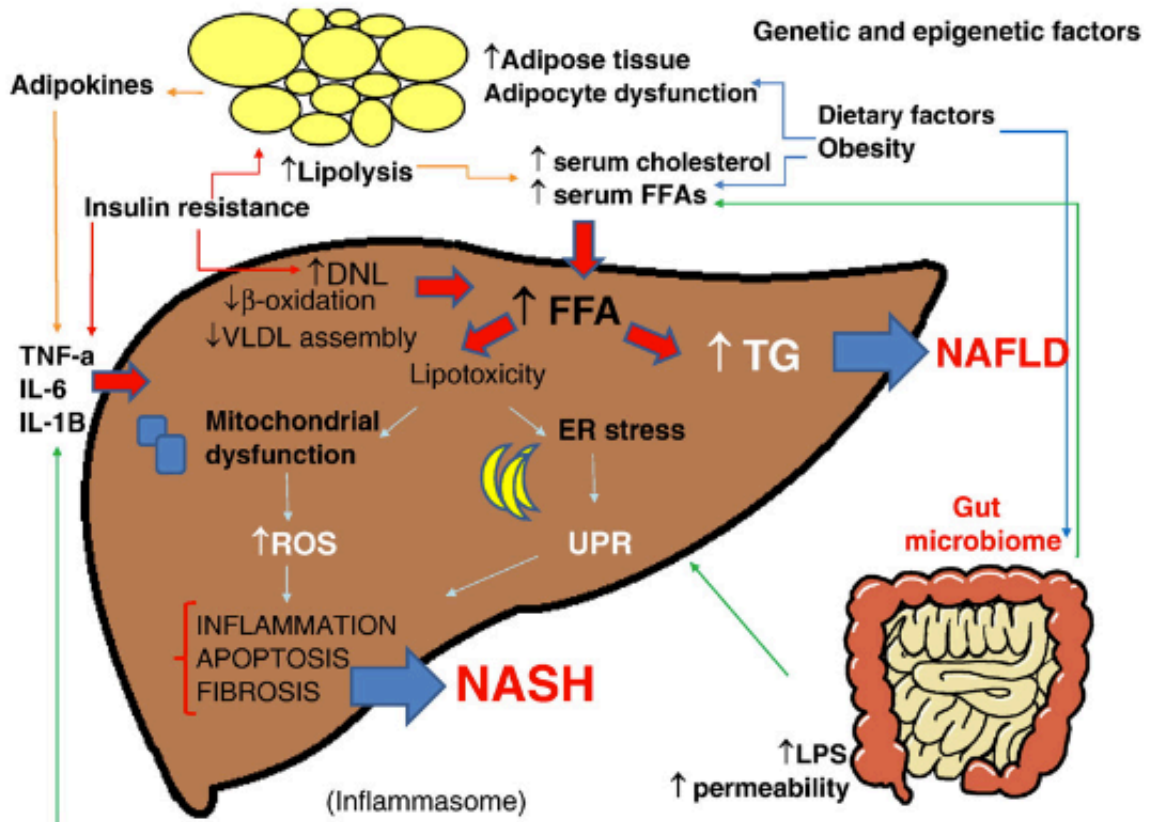 Genetic and epigenetic factors
↑Adipose tissue
Adipocyte dysfunction
Adipokines
Dietary factors
Obesity
↑Lipolysis
↑ serum cholesterol
↑ serum FFAs
Insulin resistance
↑DNL
↓β-oxidation
↓VLDL assembly
↑ FFA
↑ TG
NAFLD
Lipotoxicity
TNF-a
IL-6
IL-1B
Mitochondrial
dysfunction
ER stress
↑ROS
UPR
Gut
microbiome
INFLAMMATION
APOPTOSIS
FIBROSIS
NASH
↑LPS
↑ permeability
(Inflammasome)